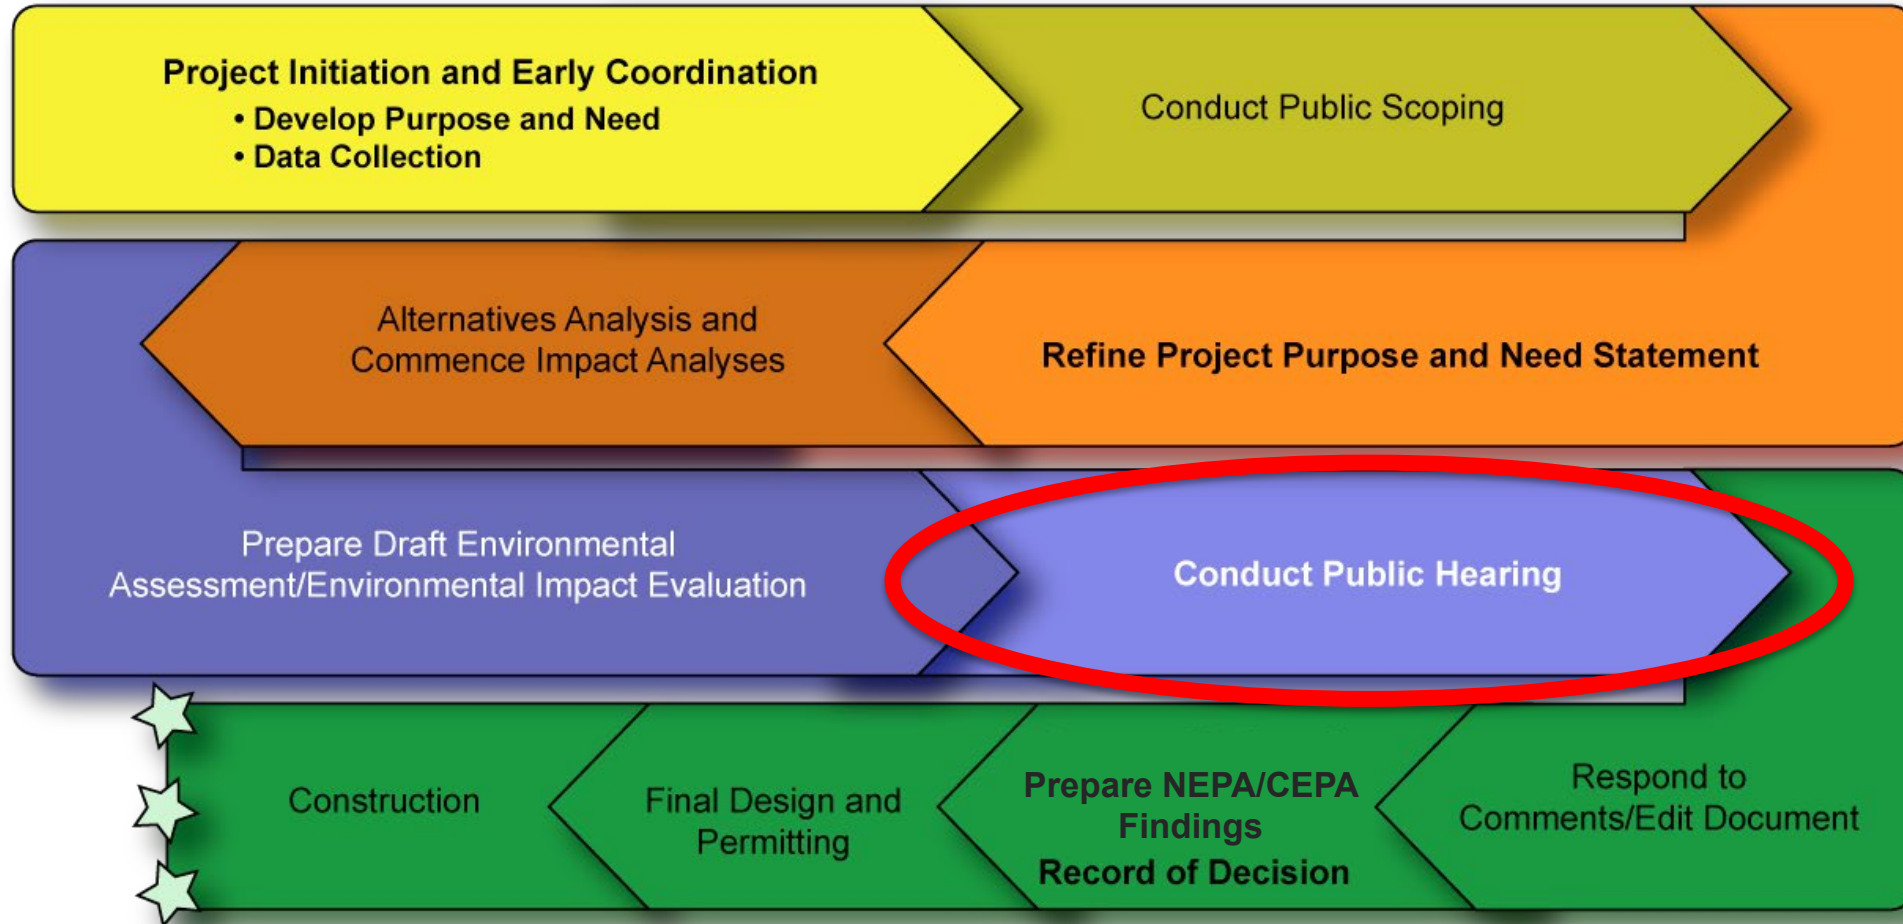 Project Initiation and Early Coordination
• Develop Purpose and Need
• Data Collection
Conduct Public Scoping
Refine Project Purpose and Need Statement
Alternatives Analysis and
Commence Impact Analyses
Prepare Draft Environmental
Assessment/Environmental Impact Evaluation
Conduct Public Hearing
Respond to
Comments/Edit Document
Prepare NEPA/CEPA
Findings
Record of Decision
Final Design and
Permitting
Construction